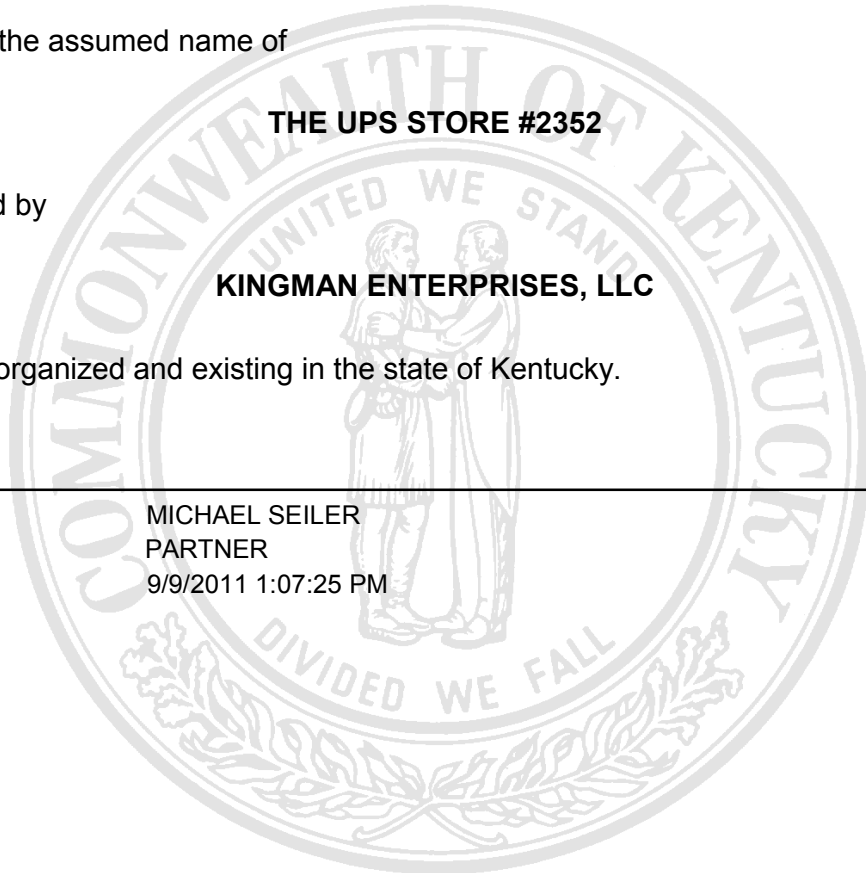 the assumed name of
THE UPS STORE #2352
d by
KINGMAN ENTERPRISES, LLC
organized and existing in the state of Kentucky.
MICHAEL SEILER
PARTNER
9/9/2011 1:07:25 PM
COMMONWEALTH OF KENTUCKY
UNITED WE STAND
DIVIDED WE FALL